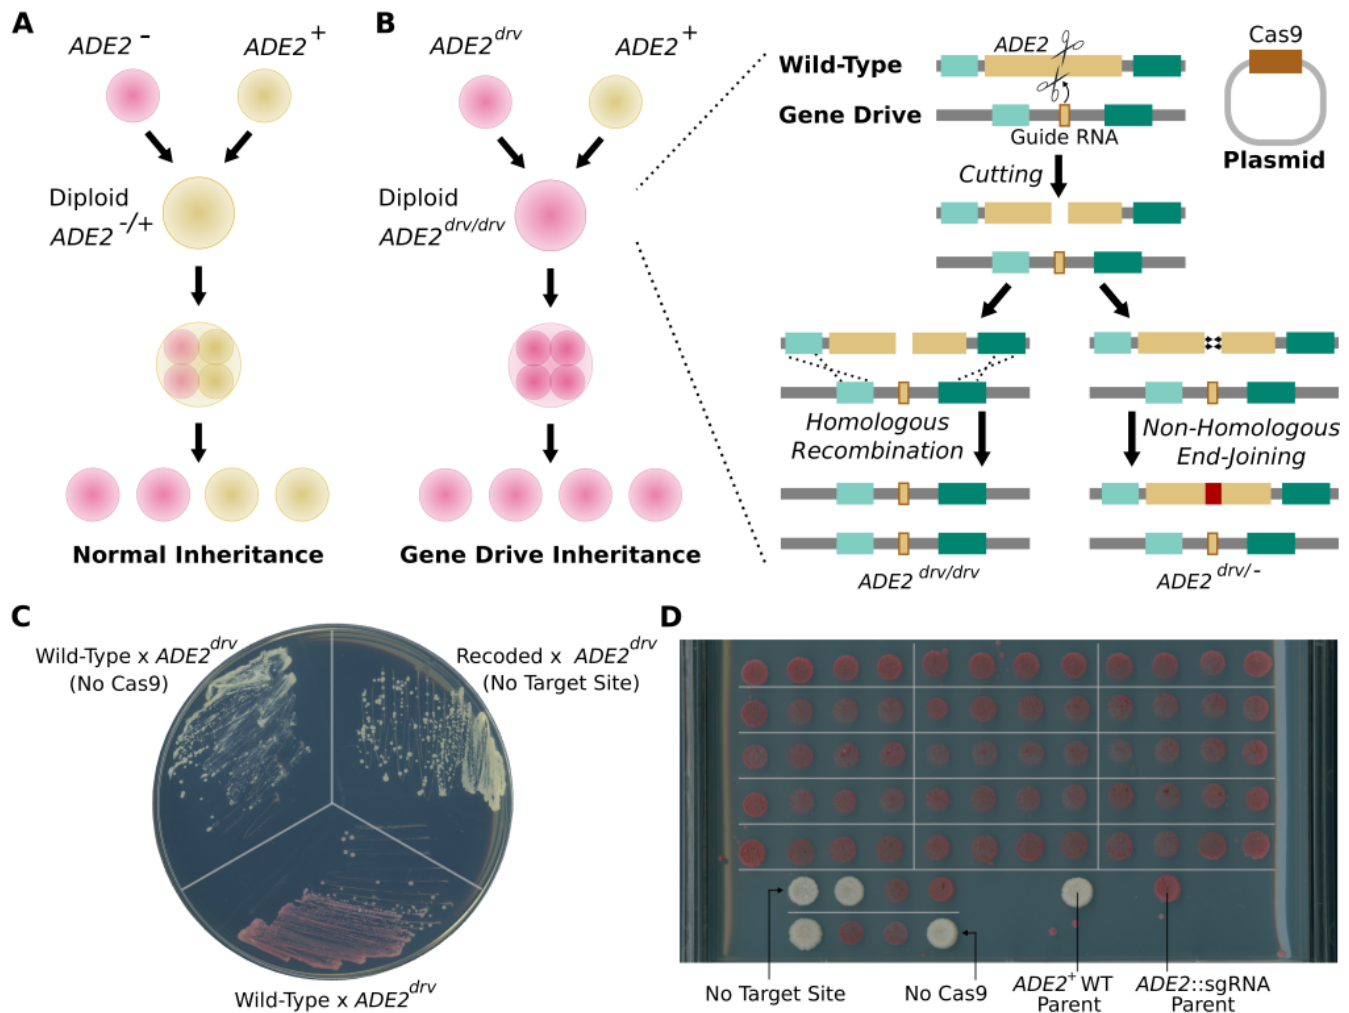 A
ADE2 -
ADE2 +
Diploid
ADE2 -/+
Normal Inheritance
B
ADE2 drv
ADE2 +
Diploid
ADE2 drv/drv
Gene Drive Inheritance
Wild-Type
ADE2
Gene Drive
Guide RNA
Cas9
Plasmid
Cutting
Homologous
Recombination
Non-Homologous
End-Joining
ADE2 drv/drv
ADE2 drv/-
C
Wild-Type x ADE2 drv
(No Cas9)
Recoded x ADE2 drv
(No Target Site)
Wild-Type x ADE2 drv
D
No Target Site
No Cas9
ADE2+ WT
Parent
ADE2::sgRNA
Parent